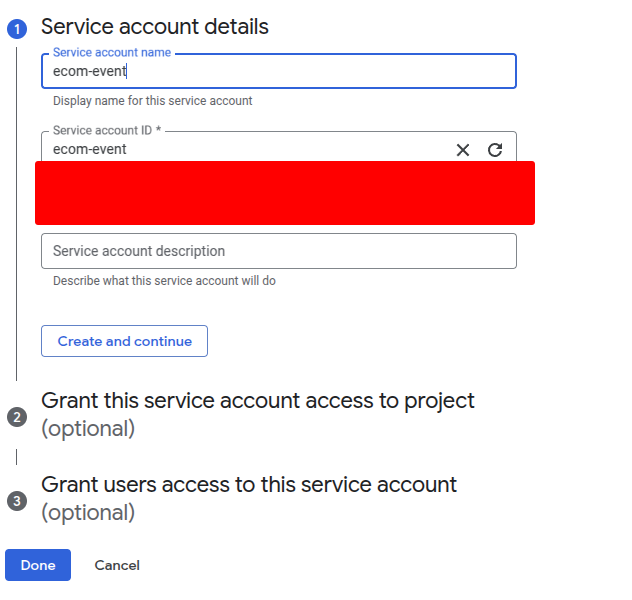 1 Service account details
Service account name
ecom-event
Display name for this service account
Service account ID *
ecom-event
Service account description
Describe what this service account will do
Create and continue
2 Grant this service account access to project
(optional)
3 Grant users access to this service account
(optional)
Done Cancel